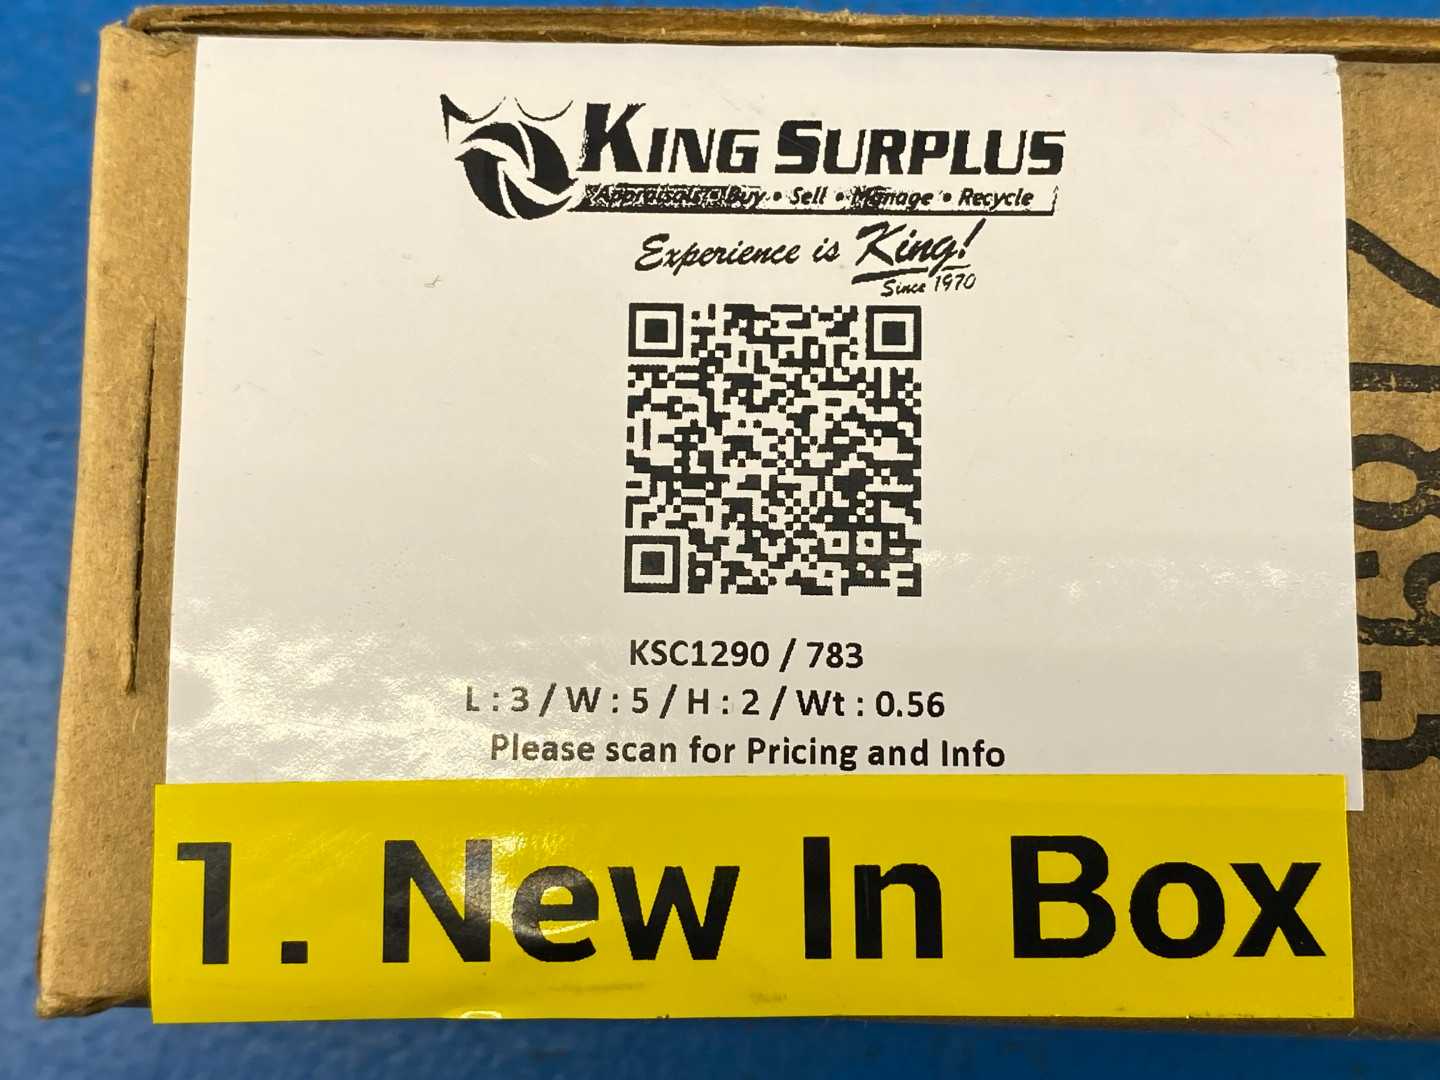 KING SURPLUS
Appraisals • Buy • Sell • Manage • Recycle
Experience is King!
Since 1970
KSC1290 / 783
L : 3 / W : 5 / H : 2 / Wt : 0.56
Please scan for Pricing and Info
1. New In Box